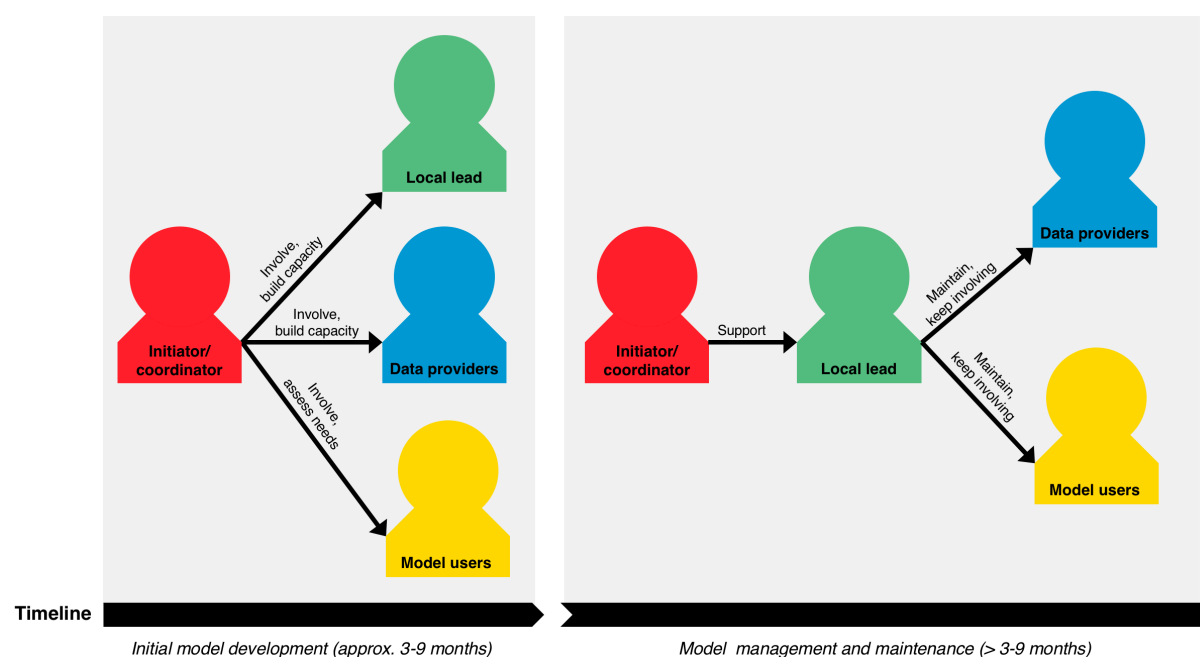 Local lead
Involve,
build capacity
Involve,
build capacity
Initiator/
coordinator
Data providers
Involve,
assess needs
Model users
Data providers
Maintain,
keep involving
Support
Initiator/
coordinator
Local lead
Maintain,
keep involving
Model users
Timeline
Initial model development (approx. 3-9 months)
Model management and maintenance (> 3-9 months)